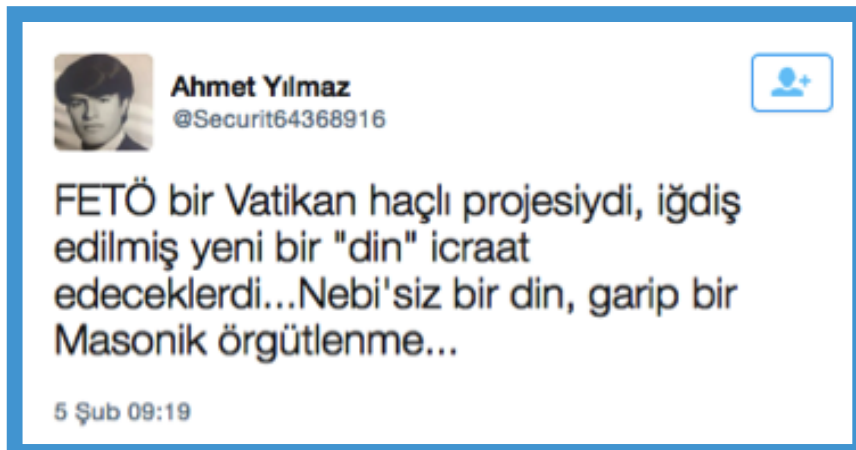 Ahmet Yılmaz
@Securit64368916
FETÖ bir Vatikan haçlı projesiydi, iğdiş
edilmiş yeni bir "din" icraat
edeceklerdi...Nebi'siz bir din, garip bir
Masonik örgütlenme...
5 Şub 09:19